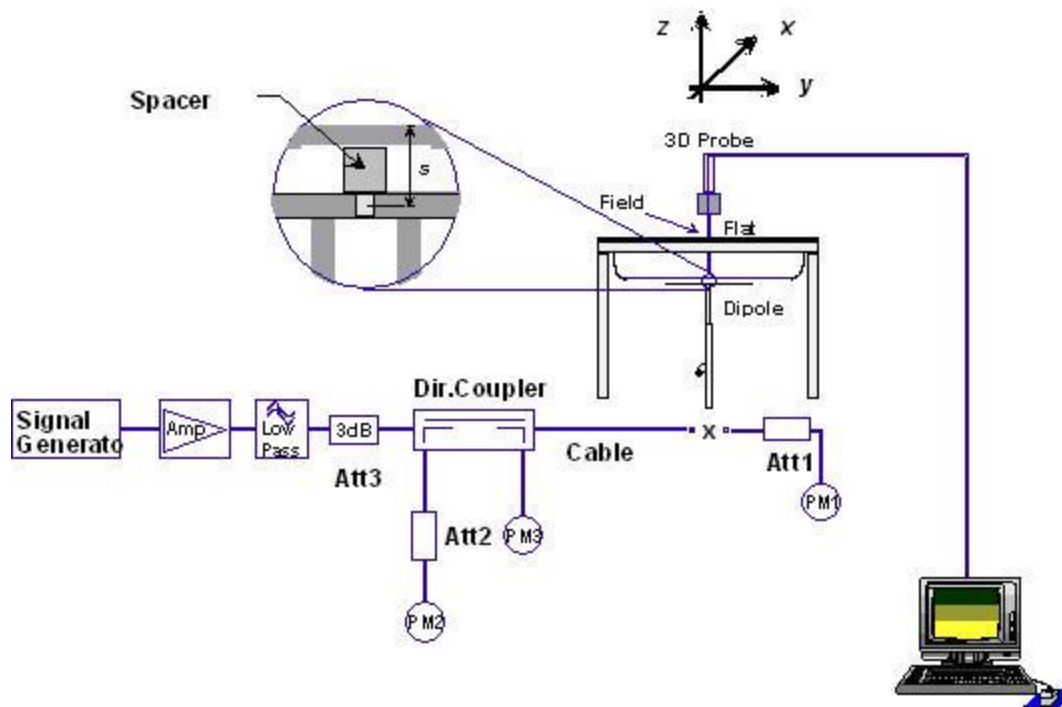 z
x
y
Spacer
s
3D Probe
Field
Flat
Dipole
Dir.Coupler
Signal
Generato
Amp
Low
Pass
3dB
Att3
Cable
x
Att1
PM1
Att2
PM3
PM2